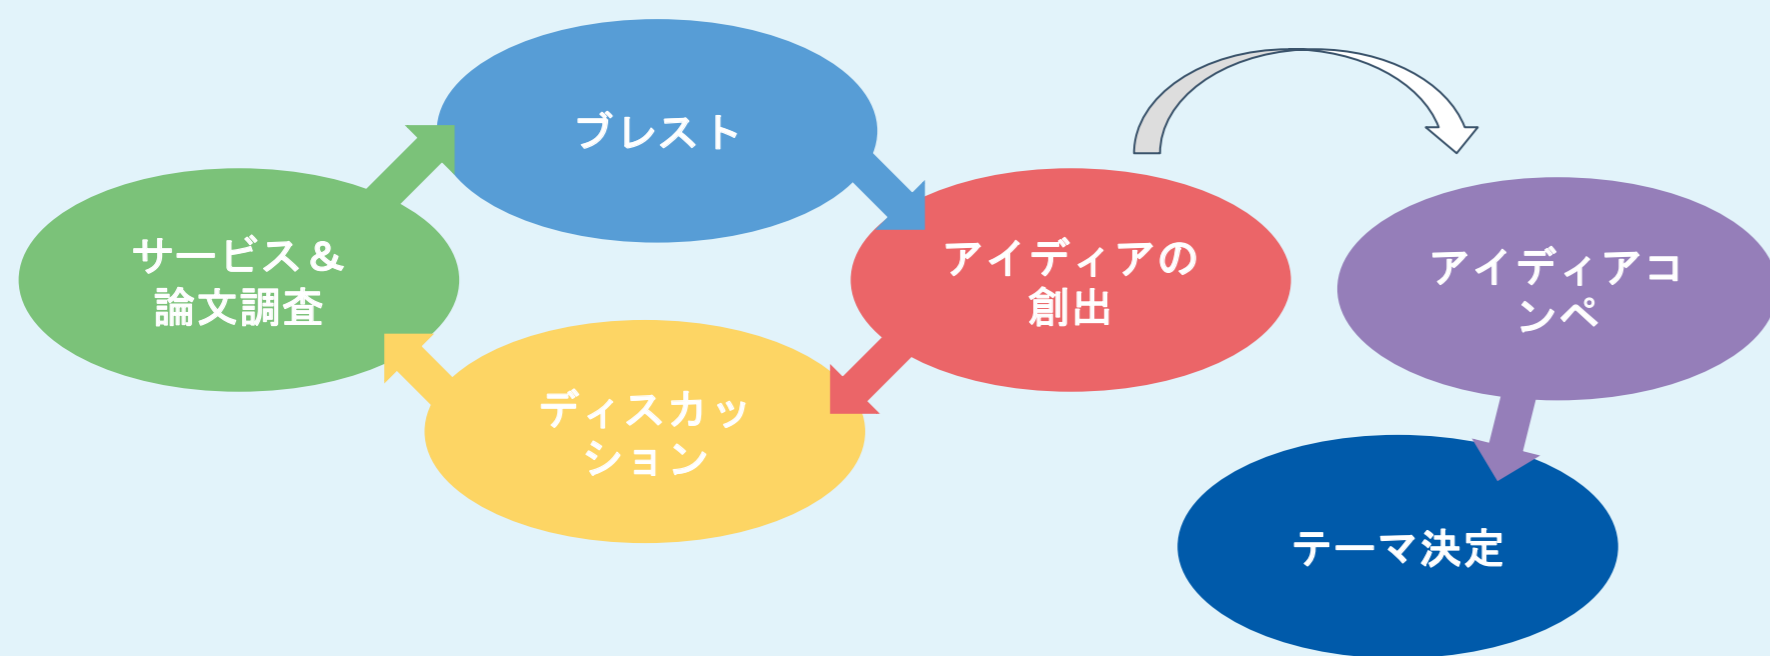 ブレスト
サービス＆
論文調査
アイディアの
創出
アイディアコ
ンペ
ディスカッ
ション
テーマ決定